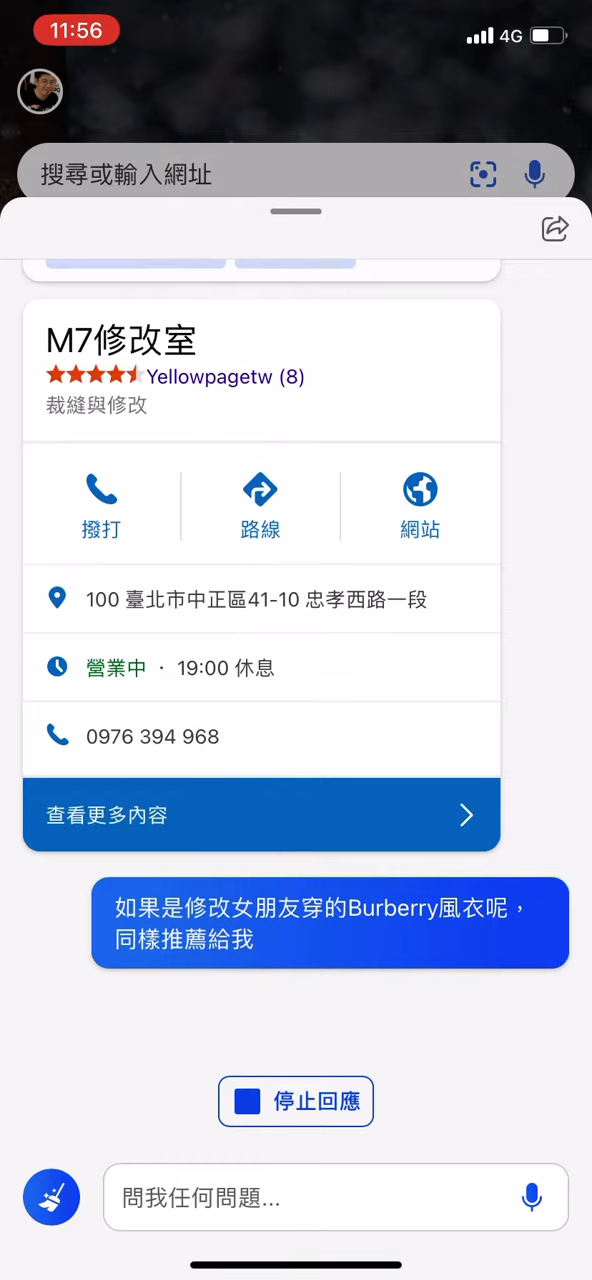 11:56
4G
搜尋或輸入網址
M7修改室
Yellowpagetw (8)
裁縫與修改
撥打
路線
網站
100 臺北市中正區41-10 忠孝西路一段
營業中 · 19:00 休息
0976 394 968
查看更多內容
如果是修改女朋友穿的Burberry風衣呢，
同樣推薦給我
停止回應
問我任何問題...